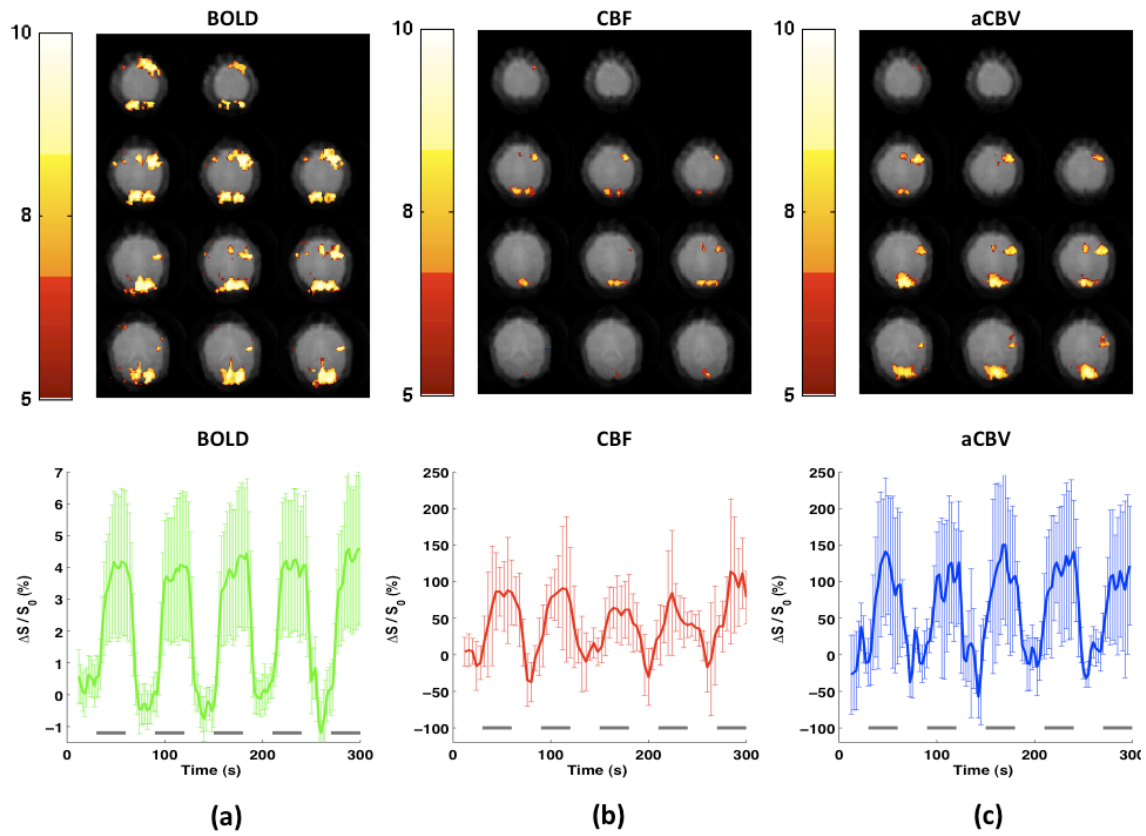 BOLD CBF aCBV
10 10 10
8 8 8
5 5 5
BOLD CBF aCBV
7 250 250
6 200 200
5 150 150
4 100 100
3 50 50
2 0 0
1 −50 −50
0 −100 −100
−1
ΔS / S0 (%) ΔS / S0 (%) ΔS / S0 (%)
0 100 200 300 0 100 200 300 0 100 200 300
Time (s) Time (s) Time (s)
(a) (b) (c)